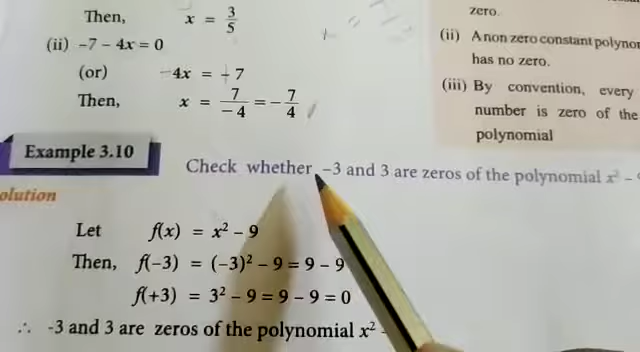 Then, x = 3/5
(ii) -7 - 4x = 0
(or) -4x = 7
Then, x = 7/-4 = -7/4
zero.
(ii) A non zero constant
has no zero.
(iii) By convention, every
number is zero of the
polynomial
Example 3.10
Check whether -3 and 3 are zeros of the polynomial x² -
olution
Let f(x) = x² - 9
Then, f(-3) = (-3)² - 9 = 9 - 9
f(+3) = 3² - 9 = 9 - 9 = 0
∴ -3 and 3 are zeros of the polynomial x² -